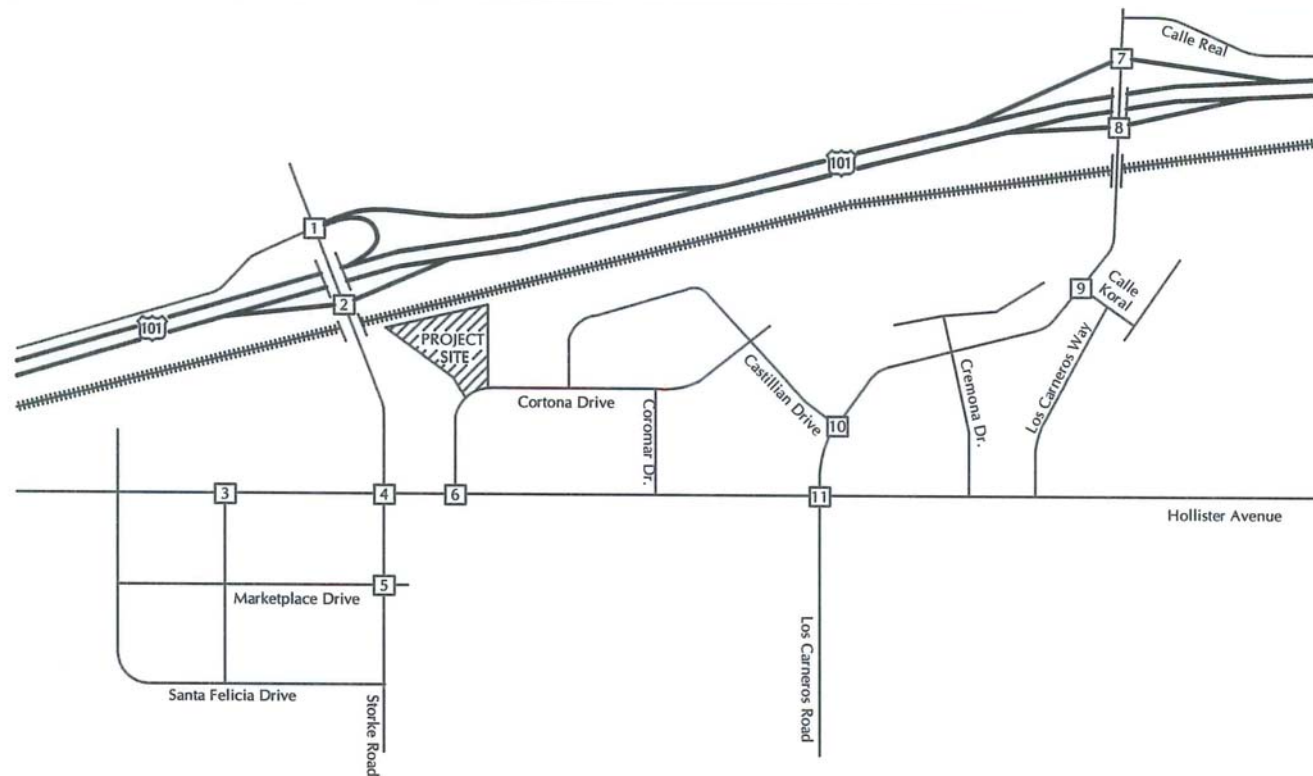 Calle Real
7
8
101
1
2
101
PROJECT
SITE
9
Calle
Koral
Cortona Drive
Coromar Dr.
Castillian Drive
10
Cremona Dr.
Los Carneros Way
3
4
6
11
Hollister Avenue
5
Marketplace Drive
Santa Felicia Drive
Storke Road
Los Carneros Road